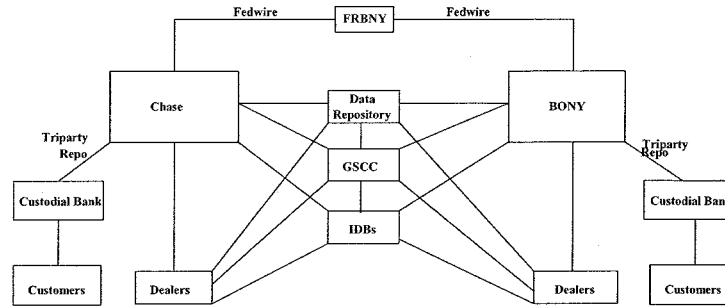 Fedwire
FRBNY
Fedwire
Chase
Data
Repository
BONY
Triparty
Repo
GSCC
Triparty
Repo
Custodial Bank
IDBs
Custodial Bank
Customers
Dealers
Dealers
Customers